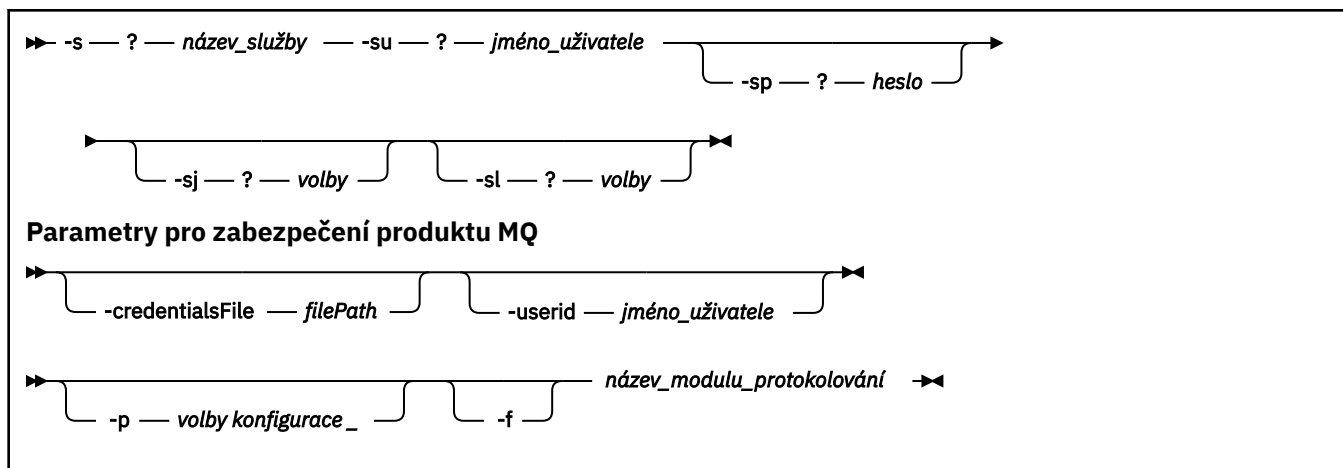 -s ? název_služby -su ? jméno_uživatele
-sp ? heslo
-sj ? volby -sl ? volby
Parametry pro zabezpečení produktu MQ
-credentialsFile filePath -userid jméno_uživatele
název_modulu_protokolování
-p volby konfigurace_ -f